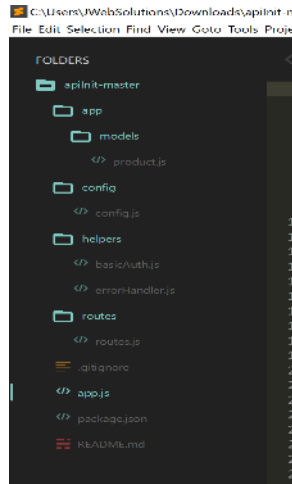 C:\Users\JWebSolutions\Downloads\apiInit-m
File Edit Selection Find View Goto Tools Proje
FOLDERS
apiInit-master
app
models
product.js
config
config.js
helpers
basicAuth.js
errorHandler.js
routes
routes.js
.gitignore
app.js
package.json
README.md